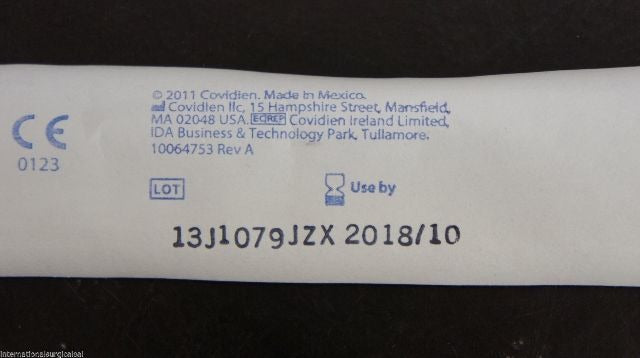 © 2011 Covidien. Made in Mexico.
Covidien llc, 15 Hampshire Street, Mansfield,
MA 02048 USA. EC REP Covidien Ireland Limited,
IDA Business & Technology Park, Tullamore.
10064753 Rev A
CE
0123
LOT
Use by
13J1079JZX 2018/10
internationalsurgicaloai